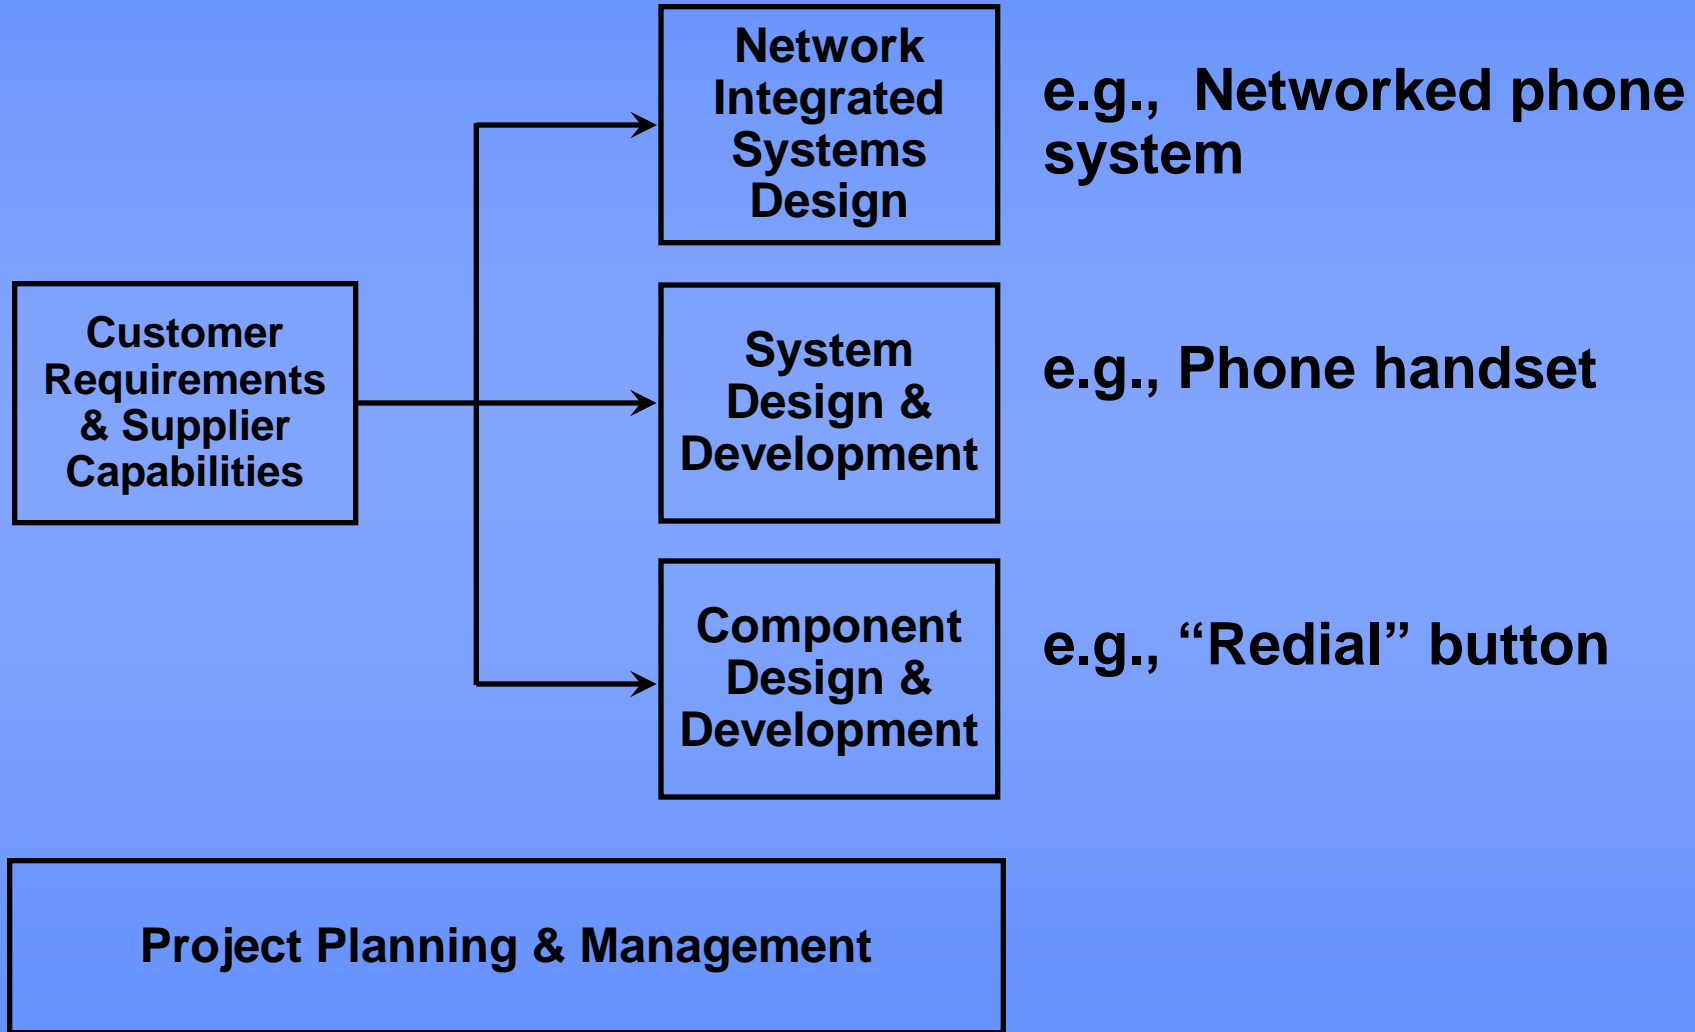 Network
Integrated
Systems
Design
e.g., Networked phone
system
Customer
Requirements
& Supplier
Capabilities
System
Design &
Development
e.g., Phone handset
Component
Design &
Development
e.g., “Redial” button
Project Planning & Management